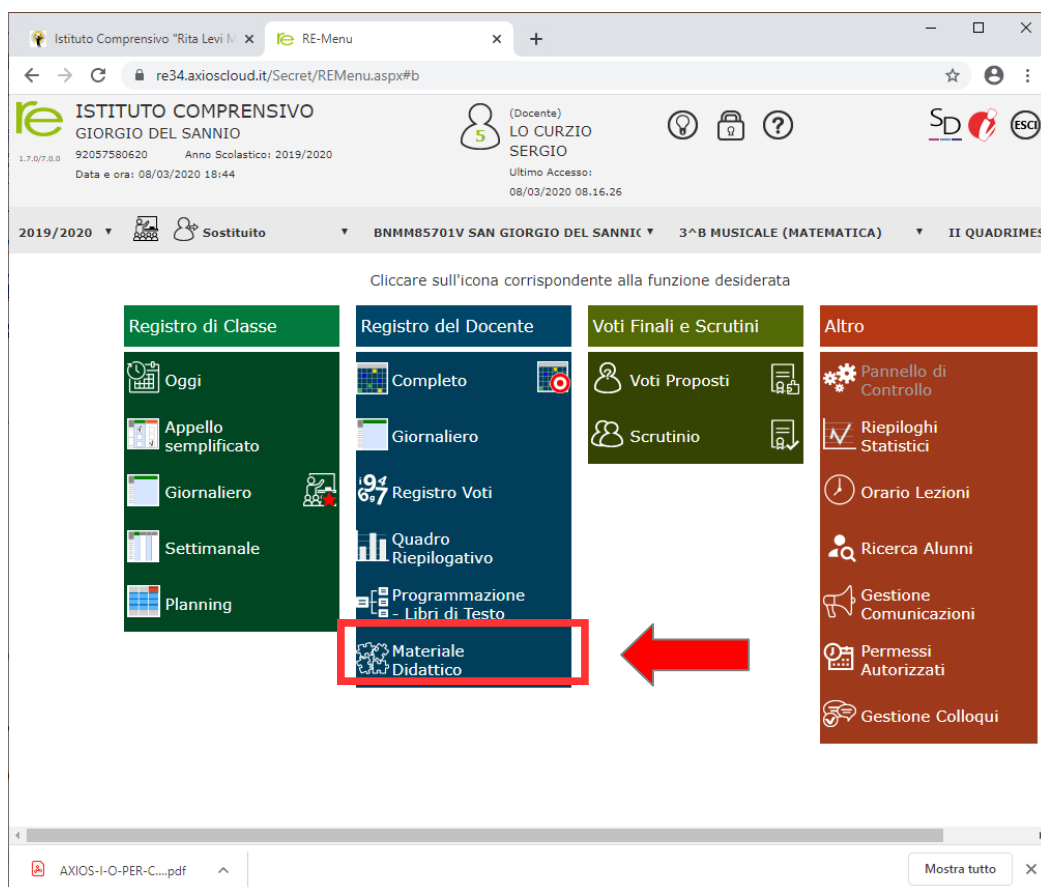 Istituto Comprensivo "Rita Levi M
RE-Menu
re34.axioscloud.it/Secret/REMenu.aspx#b
re
1.7.0/7.0.0
ISTITUTO COMPRENSIVO
GIORGIO DEL SANNIO
92057580620 Anno Scolastico: 2019/2020
Data e ora: 08/03/2020 18:44
5
(Docente)
LO CURZIO
SERGIO
Ultimo Accesso:
08/03/2020 08.16.26
?
SD
ESCI
2019/2020
Sostituito
BNMM85701V SAN GIORGIO DEL SANNIC
3^B MUSICALE (MATEMATICA)
II QUADRIMES
Cliccare sull'icona corrispondente alla funzione desiderata
Registro di Classe
Oggi
Appello
semplificato
Giornaliero
Settimanale
Planning
Registro del Docente
Completo
Giornaliero
Registro Voti
Quadro
Riepilogativo
Programmazione
- Libri di Testo
Materiale
Didattico
Voti Finali e Scrutini
Voti Proposti
Scrutinio
Altro
Pannello di
Controllo
Riepiloghi
Statistici
Orario Lezioni
Ricerca Alunni
Gestione
Comunicazioni
Permessi
Autorizzati
Gestione Colloqui
AXIOS-I-O-PER-C....pdf
Mostra tutto